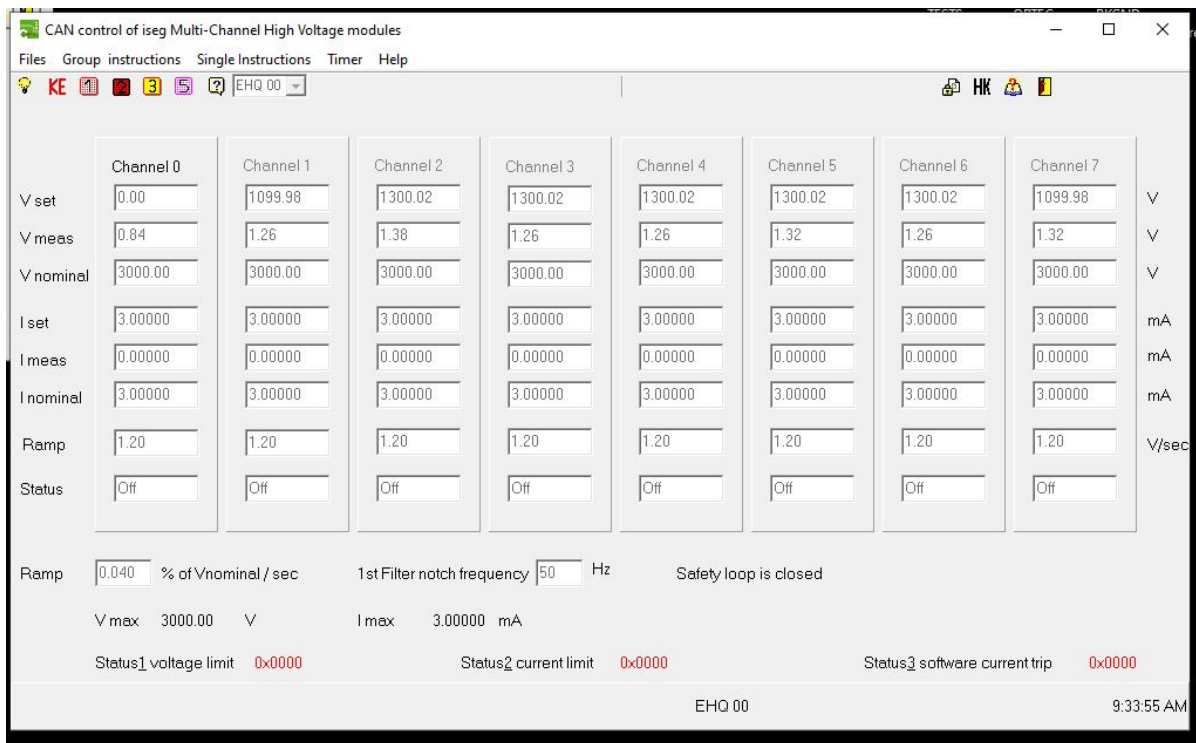 CAN control of iseg Multi-Channel High Voltage modules
Files Group instructions Single Instructions Timer Help
KE 1 2 3 5 ? EHQ 00 HK
Channel 0 Channel 1 Channel 2 Channel 3 Channel 4 Channel 5 Channel 6 Channel 7
V set 0.00 1099.98 1300.02 1300.02 1300.02 1300.02 1300.02 1099.98 V
V meas 0.84 1.26 1.38 1.26 1.26 1.32 1.26 1.32 V
V nominal 3000.00 3000.00 3000.00 3000.00 3000.00 3000.00 3000.00 3000.00 V
I set 3.00000 3.00000 3.00000 3.00000 3.00000 3.00000 3.00000 3.00000 mA
I meas 0.00000 0.00000 0.00000 0.00000 0.00000 0.00000 0.00000 0.00000 mA
I nominal 3.00000 3.00000 3.00000 3.00000 3.00000 3.00000 3.00000 3.00000 mA
Ramp 1.20 1.20 1.20 1.20 1.20 1.20 1.20 1.20 V/sec
Status Off Off Off Off Off Off Off Off
Ramp 0.040 % of Vnominal / sec 1st Filter notch frequency 50 Hz Safety loop is closed
V max 3000.00 V I max 3.00000 mA
Status1 voltage limit 0x0000 Status2 current limit 0x0000 Status3 software current trip 0x0000
EHQ 00 9:33:55 AM